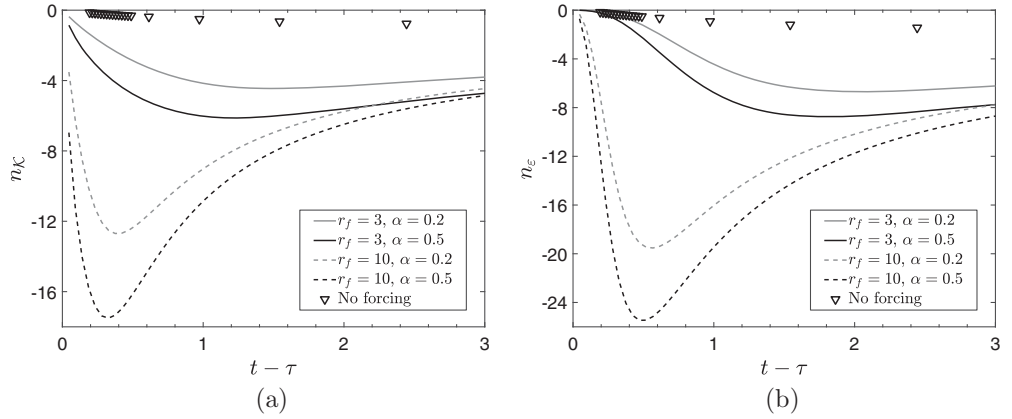 0
-4
-8
-12
-16
n_𝒦
0 1 2 3
t − τ
r_f = 3, α = 0.2
r_f = 3, α = 0.5
r_f = 10, α = 0.2
r_f = 10, α = 0.5
No forcing
(a)
0
-4
-8
-12
-16
-20
-24
n_ε
0 1 2 3
t − τ
r_f = 3, α = 0.2
r_f = 3, α = 0.5
r_f = 10, α = 0.2
r_f = 10, α = 0.5
No forcing
(b)